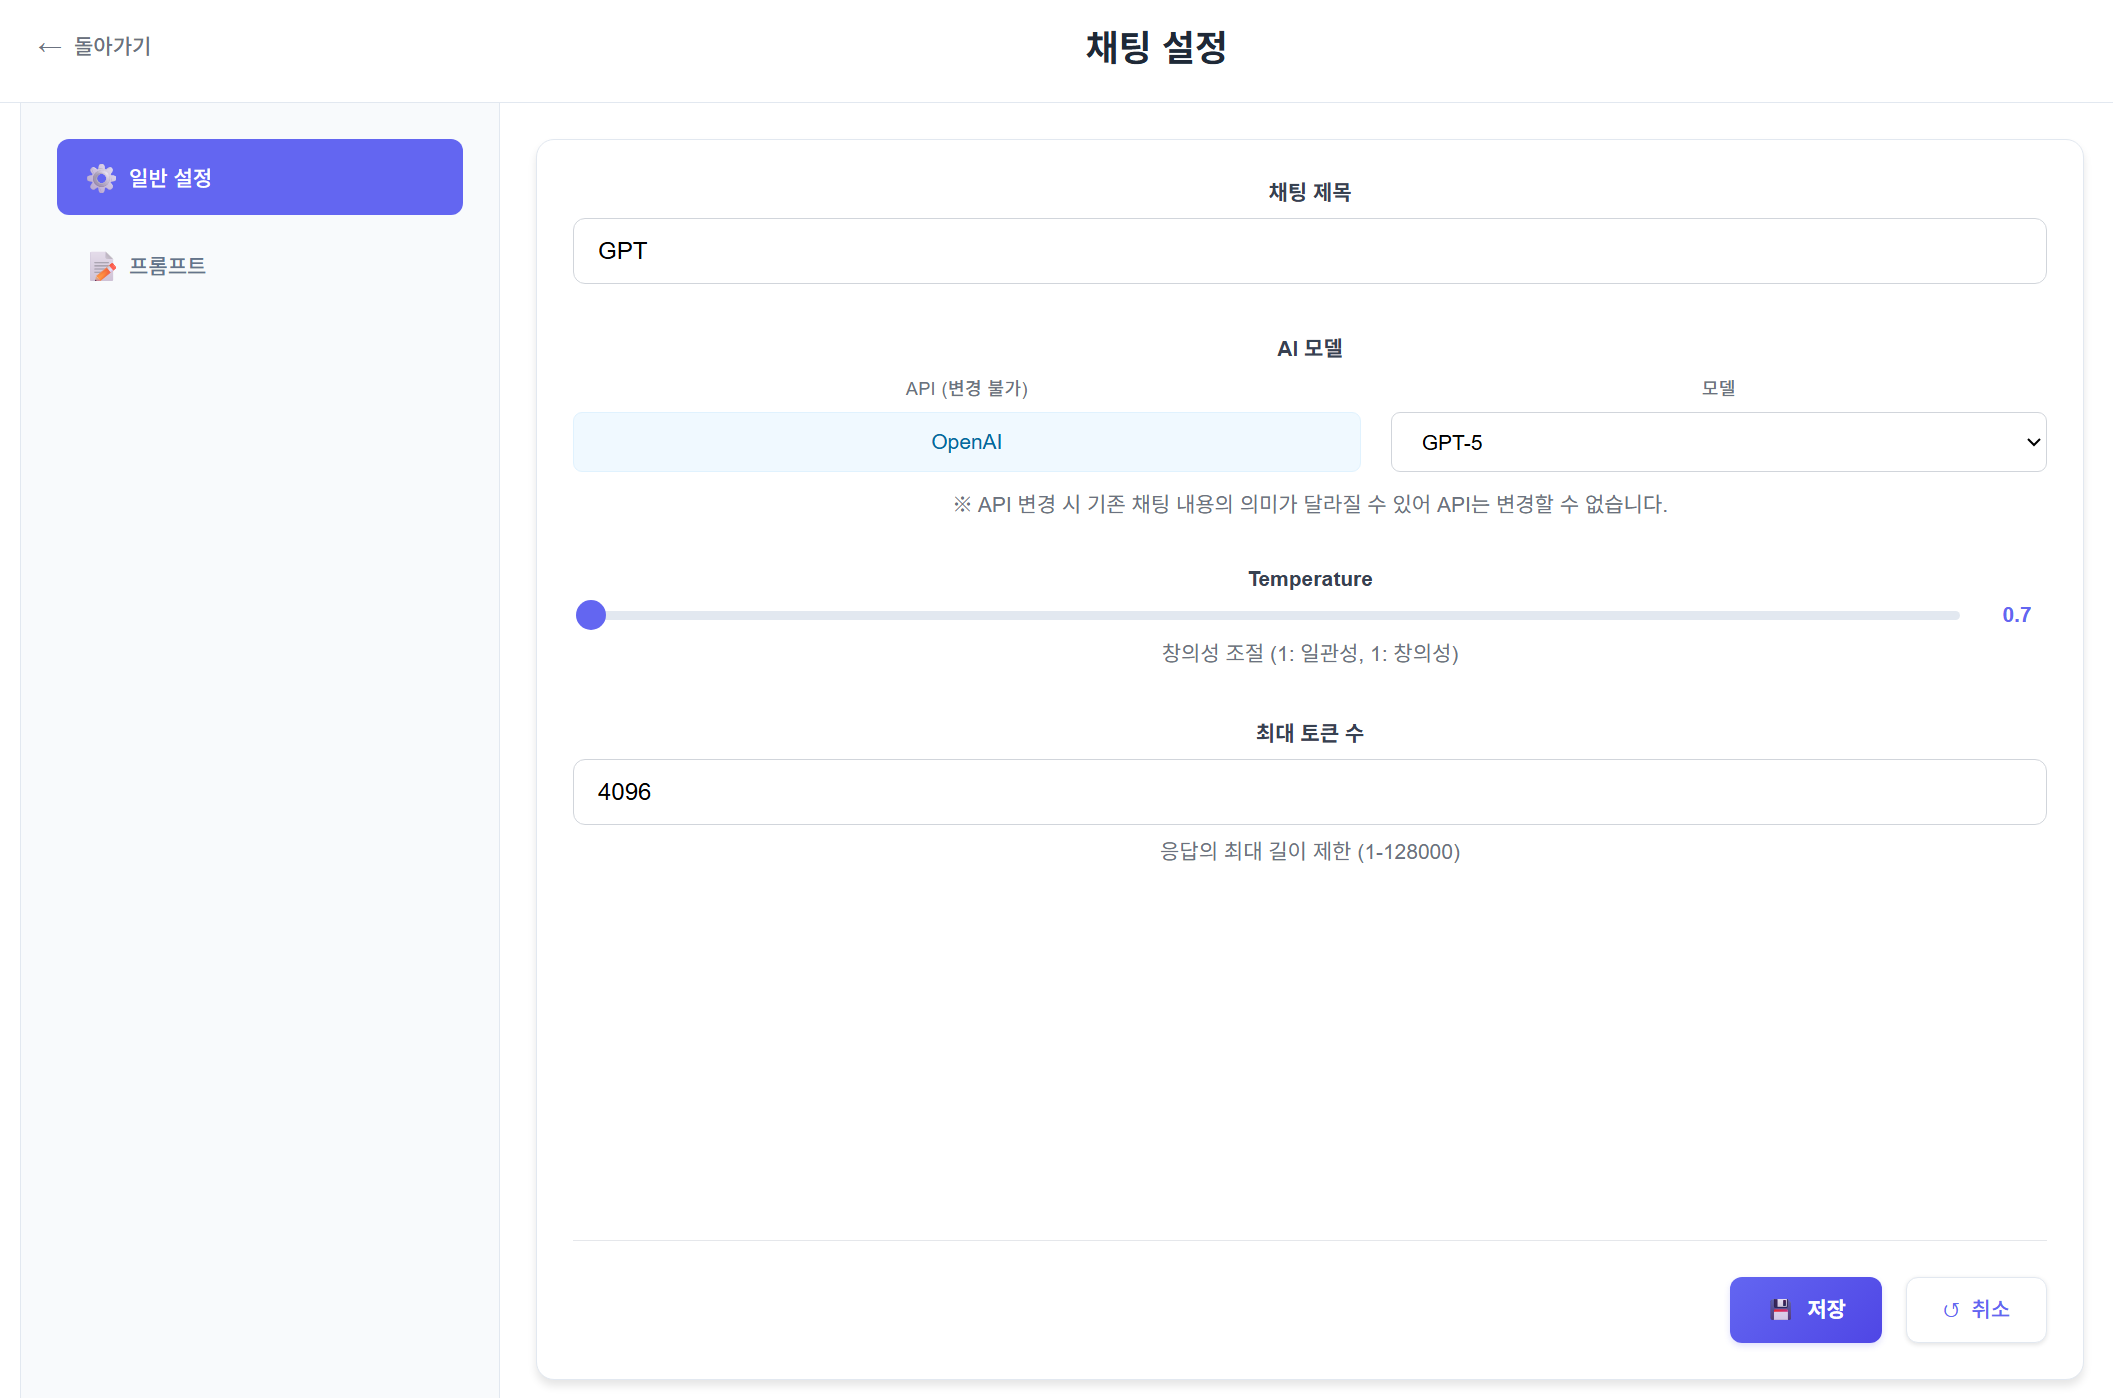 ← 돌아가기
채팅 설정
일반 설정
프롬프트
채팅 제목
GPT
AI 모델
API (변경 불가)
모델
OpenAI
GPT-5
※ API 변경 시 기존 채팅 내용의 의미가 달라질 수 있어 API는 변경할 수 없습니다.
Temperature
0.7
창의성 조절 (1: 일관성, 1: 창의성)
최대 토큰 수
4096
응답의 최대 길이 제한 (1-128000)
저장
↺ 취소